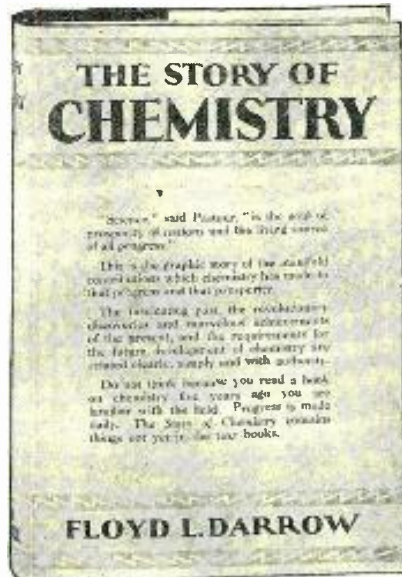 THE STORY OF
CHEMISTRY
"Science," said Pasteur, "is the soul of
prosperity of nations and the living source
of all progress."
This is the graphic story of the manifold
contributions which chemistry has made to
that progress and that prosperity.
The fascinating past, the revolutionary
discoveries and marvelous achievements
of the present, and the requirements for
the future development of chemistry are
related clearly, simply and with authority.
Do not think because you read a book
on chemistry five years ago you are
familiar with the field. Progress is made
daily. The Story of Chemistry contains
things not yet in the text books.
FLOYD L. DARROW